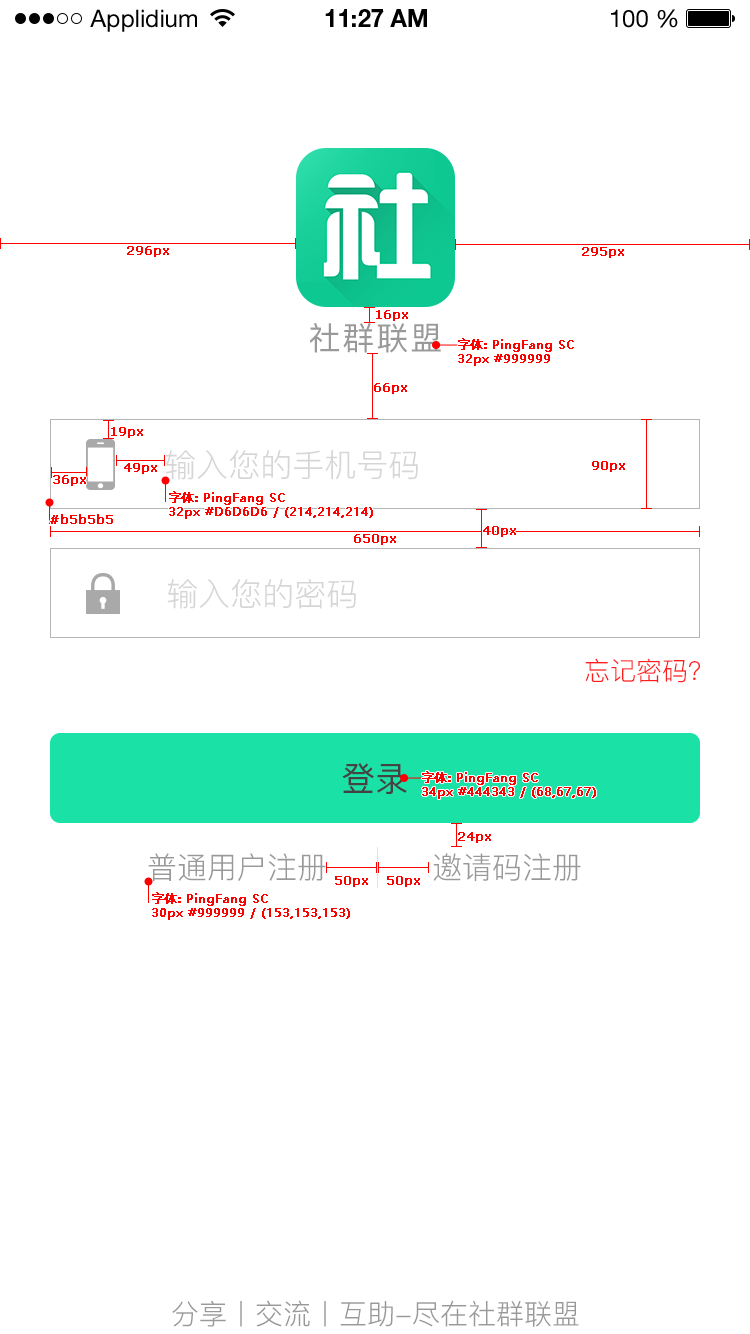 Applidium 11:27 AM 100 %
社
296px
295px
16px
社群联盟
字体: PingFang SC
32px #999999
66px
19px
输入您的手机号码
90px
49px
36px
字体: PingFang SC
32px #D6D6D6 / (214,214,214)
#b5b5b5
40px
650px
输入您的密码
忘记密码?
登录
字体: PingFang SC
34px #444343 / (68,67,67)
24px
普通用户注册 邀请码注册
50px 50px
字体: PingFang SC
30px #999999 / (153,153,153)
分享丨交流丨互助-尽在社群联盟